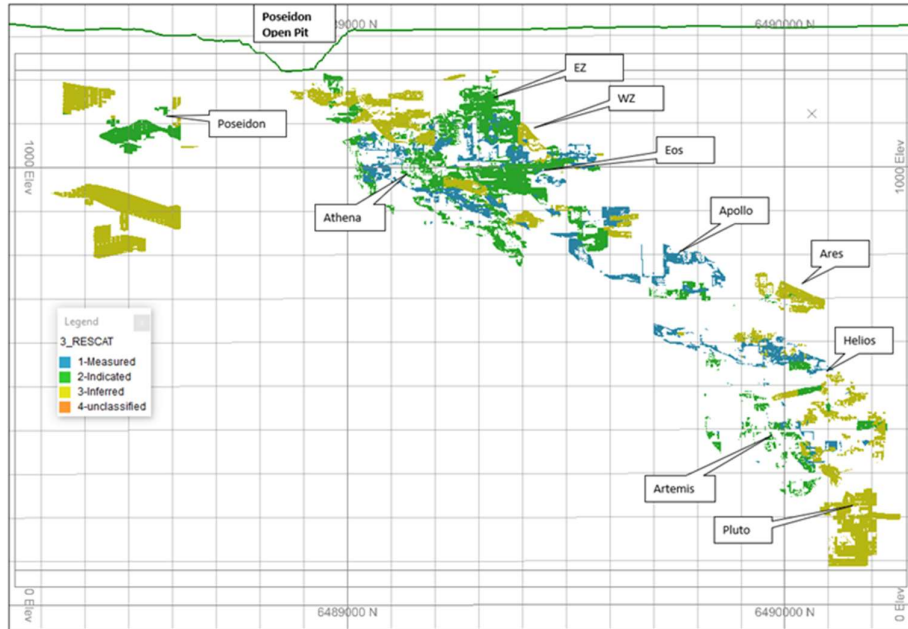 Poseidon
Open Pit
9000 N
6490000 N
EZ
WZ
Poseidon
Eos
1000 Elev
1000 Elev
Athena
Apollo
Ares
Legend
3_RESCAT
1-Measured
2-Indicated
3-Inferred
4-unclassified
Helios
Artemis
Pluto
0 Elev
6489000 N
6490000 N
0 Elev